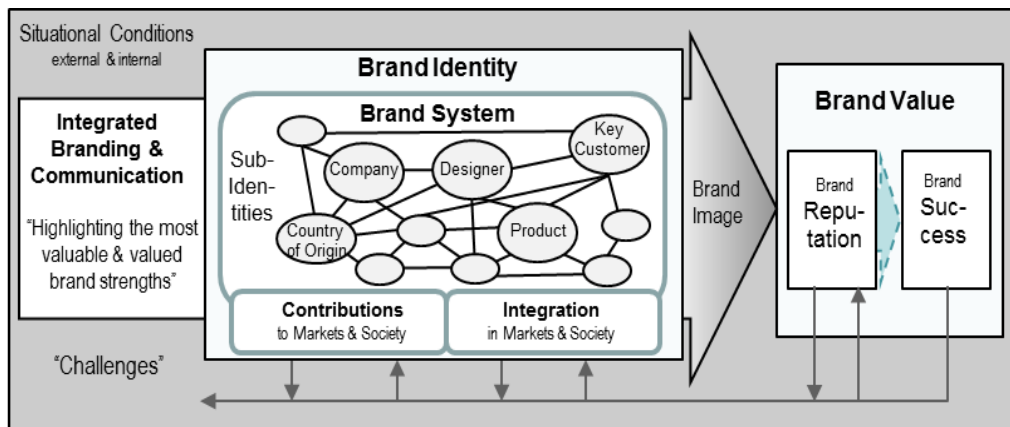 Situational Conditions
external & internal
Integrated
Branding &
Communication
“Highlighting the most
valuable & valued
brand strengths”
“Challenges”
Brand Identity
Brand System
Sub-
Iden-
tities
Company
Designer
Key
Customer
Country
of Origin
Product
Contributions
to Markets & Society
Integration
in Markets & Society
Brand
Image
Brand Value
Brand
Repu-
tation
Brand
Suc-
cess